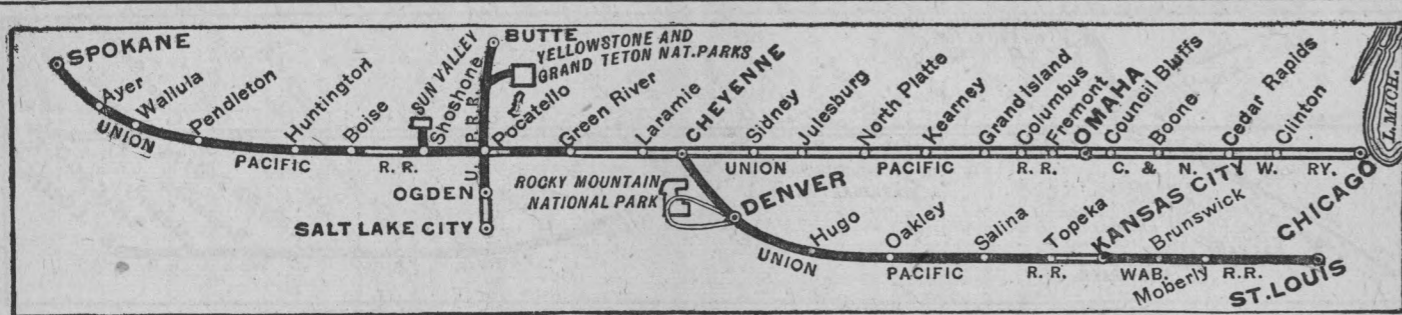 SPOKANE
Ayer
Wallula
Pendleton
Huntington
Boise
SUN VALLEY
Shoshone
BUTTE
YELLOWSTONE AND
GRAND TETON NAT. PARKS
Pocatello
Green River
Laramie
CHEYENNE
Sidney
Julesburg
North Platte
Kearney
Grand Island
Columbus
Fremont
OMAHA
Council Bluffs
Boone
Cedar Rapids
Clinton
CHICAGO
L. MICH.
UNION PACIFIC R. R.
U. P. R. R.
UNION PACIFIC R. R.
C. & N. W. RY.
OGDEN
SALT LAKE CITY
ROCKY MOUNTAIN
NATIONAL PARK
DENVER
Hugo
Oakley
Salina
Topeka
KANSAS CITY
Brunswick
Moberly
ST. LOUIS
UNION PACIFIC R. R.
WAB. R.R.